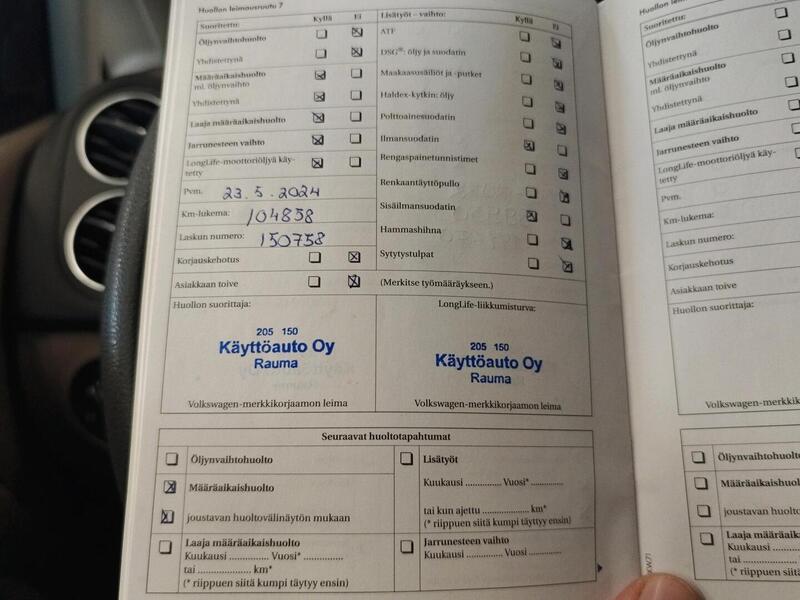 Huollon leimausruutu 7
Suoritettu: Kyllä Ei
Öljynvaihtohuolto
Yhdistettynä
Määräaikaishuolto
ml. öljynvaihto
Yhdistettynä
Laaja määräaikaishuolto
Jarrunesteen vaihto
LongLife-moottoriöljyä käy-
tetty
Pvm. 23.5.2024
Km-lukema: 104858
Laskun numero: 150758
Korjauskehotus
Asiakkaan toive
Lisätyöt – vaihto: Kyllä Ei
ATF
DSG®: öljy ja suodatin
Maakaasusäiliöt ja -putket
Haldex-kytkin: öljy
Polttoainesuodatin
Ilmansuodatin
Rengaspainetunnistimet
Renkaantäyttöpullo
Sisäilmansuodatin
Hammashihna
Sytytystulpat
(Merkitse työmääräykseen.)
Huollon suorittaja:
205 150
Käyttöauto Oy
Rauma
Volkswagen-merkkikorjaamon leima
LongLife-liikkumisturva:
205 150
Käyttöauto Oy
Rauma
Volkswagen-merkkikorjaamon leima
Seuraavat huoltotapahtumat
Öljynvaihtohuolto
Määräaikaishuolto
joustavan huoltovälinäytön mukaan
Laaja määräaikaishuolto
Kuukausi .............. Vuosi* ..............
tai ...................... km*
(* riippuen siitä kumpi täyttyy ensin)
Lisätyöt
Kuukausi .............. Vuosi* ..............
tai kun ajettu .................. km*
(* riippuen siitä kumpi täyttyy ensin)
Jarrunesteen vaihto
Kuukausi .............. Vuosi ..............
Huollon
Suoritettu:
Öljynvaihtohuolto
Yhdistettynä
Määräaikaishuolto
ml. öljynvaihto
Yhdistettynä
Laaja määräaikaishuolto
Jarrunesteen vaihto
LongLife-moottoriöljyä käy-
tetty
Pvm.
Km-lukema:
Laskun numero:
Korjauskehotus
Asiakkaan toive
Huollon suorittaja:
Volkswagen-merkkikorjaamon
Öljynvaihtohuolto
Määräaikaishuolto
joustavan huoltovälinäytön
Laaja määräaikaishuolto
Kuukausi
tai
(* riippuen siitä kumpi